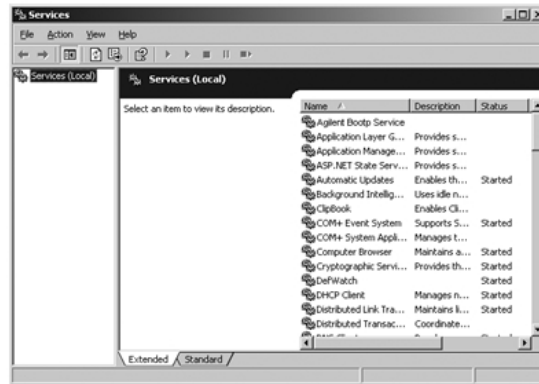 Services
File Action View Help
Services (Local)
Services (Local)
Select an item to view its description.
Name Description Status
Agilent Bootp Service
Application Layer G... Provides s...
Application Manage... Provides s...
ASP.NET State Serv... Provides s...
Automatic Updates Enables th... Started
Background Intellig... Uses idle n...
ClipBook Enables Cli...
COM+ Event System Supports S... Started
COM+ System Appli... Manages t...
Computer Browser Maintains a... Started
Cryptographic Servi... Provides th... Started
DefWatch Started
DHCP Client Manages n... Started
Distributed Link Tra... Maintains li... Started
Distributed Transac... Coordinate...
Extended Standard